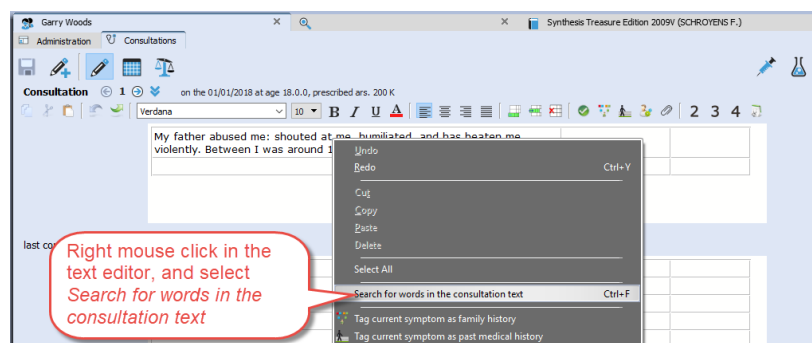 Garry Woods
Synthesis Treasure Edition 2009V (SCHROYENS F.)
Administration
Consultations
Consultation 1 on the 01/01/2018 at age 18.0.0, prescribed ars. 200 K
Verdana 10 B I U A 2 3 4
My father abused me: shouted at me, humiliated, and has beaten me
violently. Between I was around 1
Undo
Redo Ctrl+Y
Cut
Copy
Paste
Delete
Select All
Search for words in the consultation text Ctrl+F
Tag current symptom as family history
Tag current symptom as past medical history
last
Right mouse click in the
text editor, and select
Search for words in the
consultation text